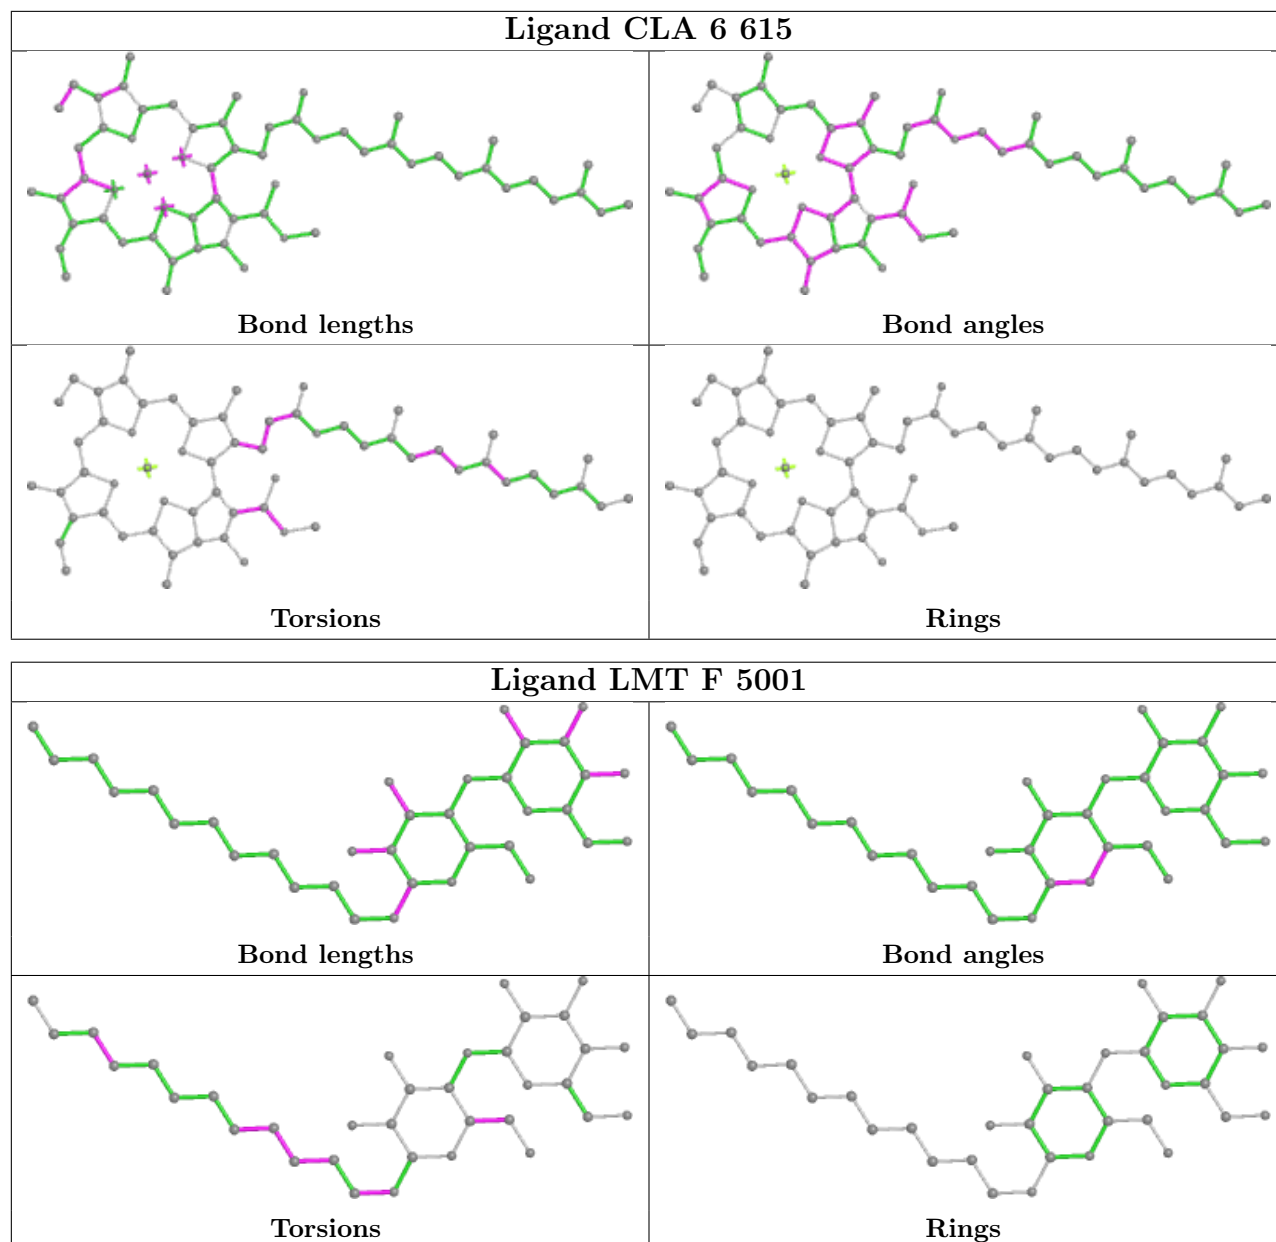 Ligand CLA 6 615
Bond lengths
Bond angles
Torsions
Rings
Ligand LMT F 5001
Bond lengths
Bond angles
Torsions
Rings